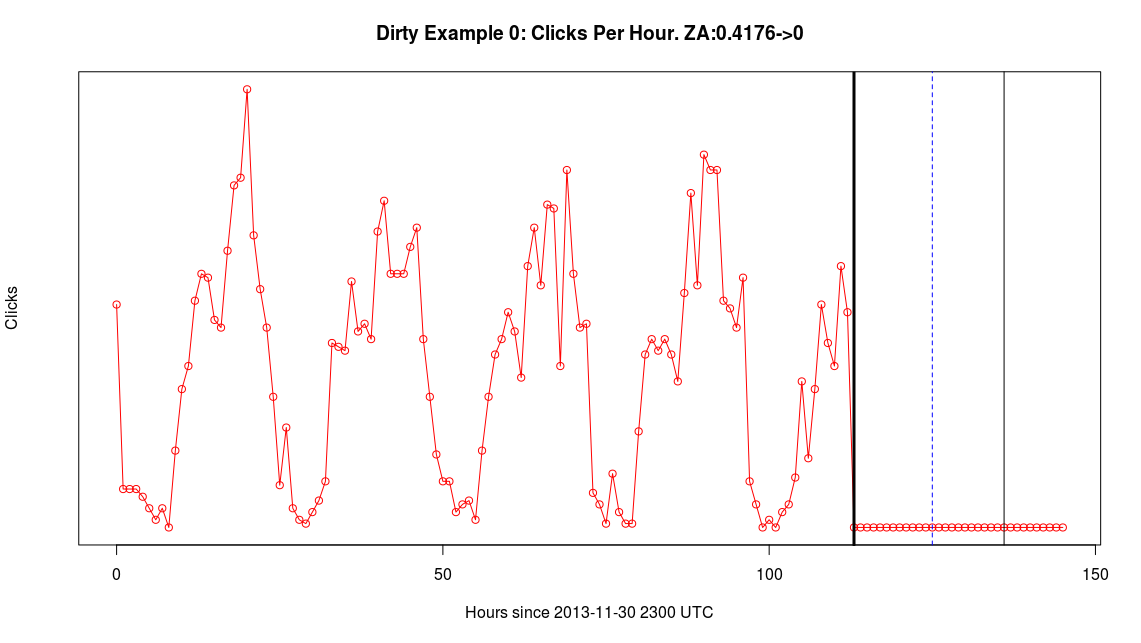 Dirty Example 0: Clicks Per Hour. ZA:0.4176->0
Clicks
0 50 100 150
Hours since 2013-11-30 2300 UTC